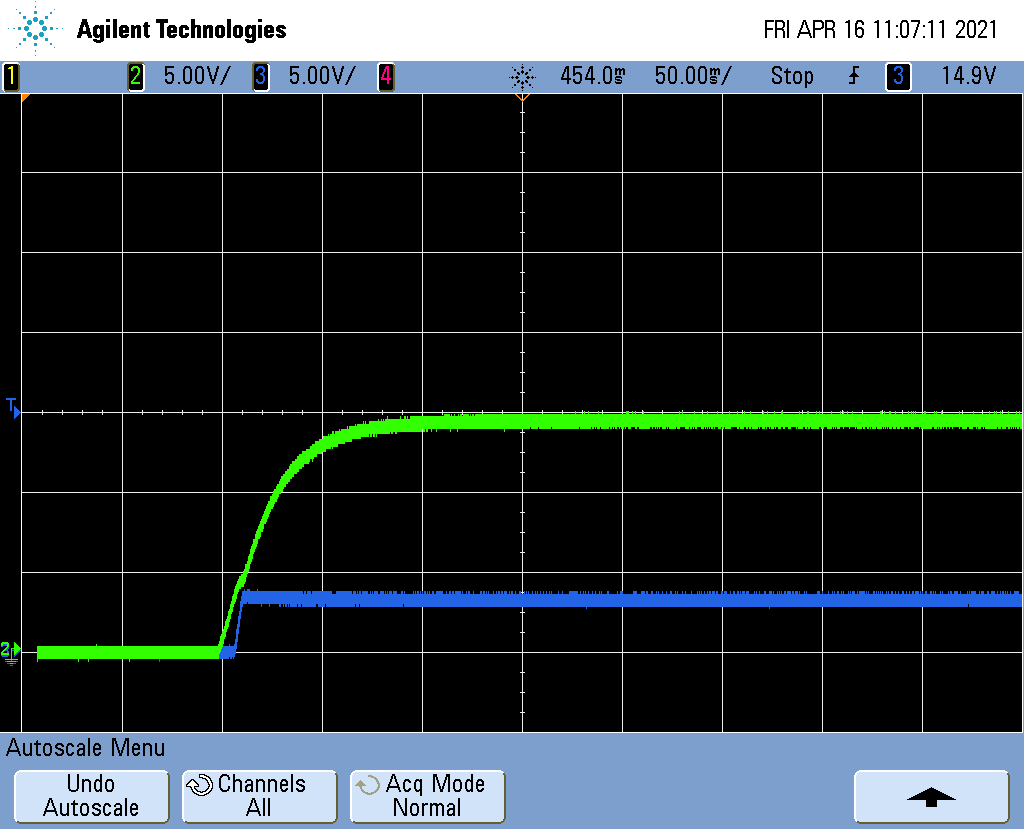 Agilent Technologies
FRI APR 16 11:07:11 2021
1 2 5.00V/ 3 5.00V/ 4 454.0ms 50.00ms/ Stop 3 14.9V
T
2
Autoscale Menu
Undo
Autoscale
Channels
All
Acq Mode
Normal